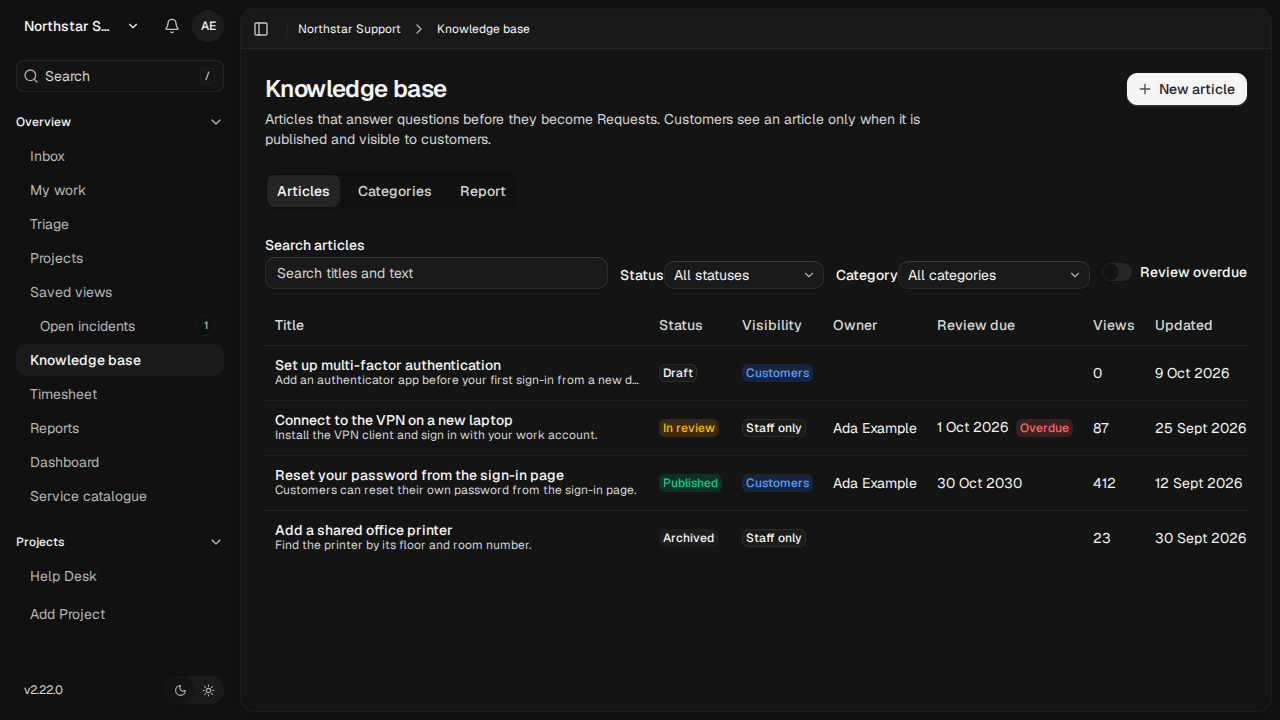 Northstar S...
AE
Search
/
Overview
Inbox
My work
Triage
Projects
Saved views
Open incidents
1
Knowledge base
Timesheet
Reports
Dashboard
Service catalogue
Projects
Help Desk
Add Project
v2.22.0
Northstar Support
Knowledge base
Knowledge base
New article
Articles that answer questions before they become Requests. Customers see an article only when it is
published and visible to customers.
Articles
Categories
Report
Search articles
Search titles and text
Status
All statuses
Category
All categories
Review overdue
Title Status Visibility Owner Review due Views Updated
Set up multi-factor authentication
Add an authenticator app before your first sign-in from a new d...
Draft Customers 0 9 Oct 2026
Connect to the VPN on a new laptop
Install the VPN client and sign in with your work account.
In review Staff only Ada Example 1 Oct 2026 Overdue 87 25 Sept 2026
Reset your password from the sign-in page
Customers can reset their own password from the sign-in page.
Published Customers Ada Example 30 Oct 2030 412 12 Sept 2026
Add a shared office printer
Find the printer by its floor and room number.
Archived Staff only 23 30 Sept 2026